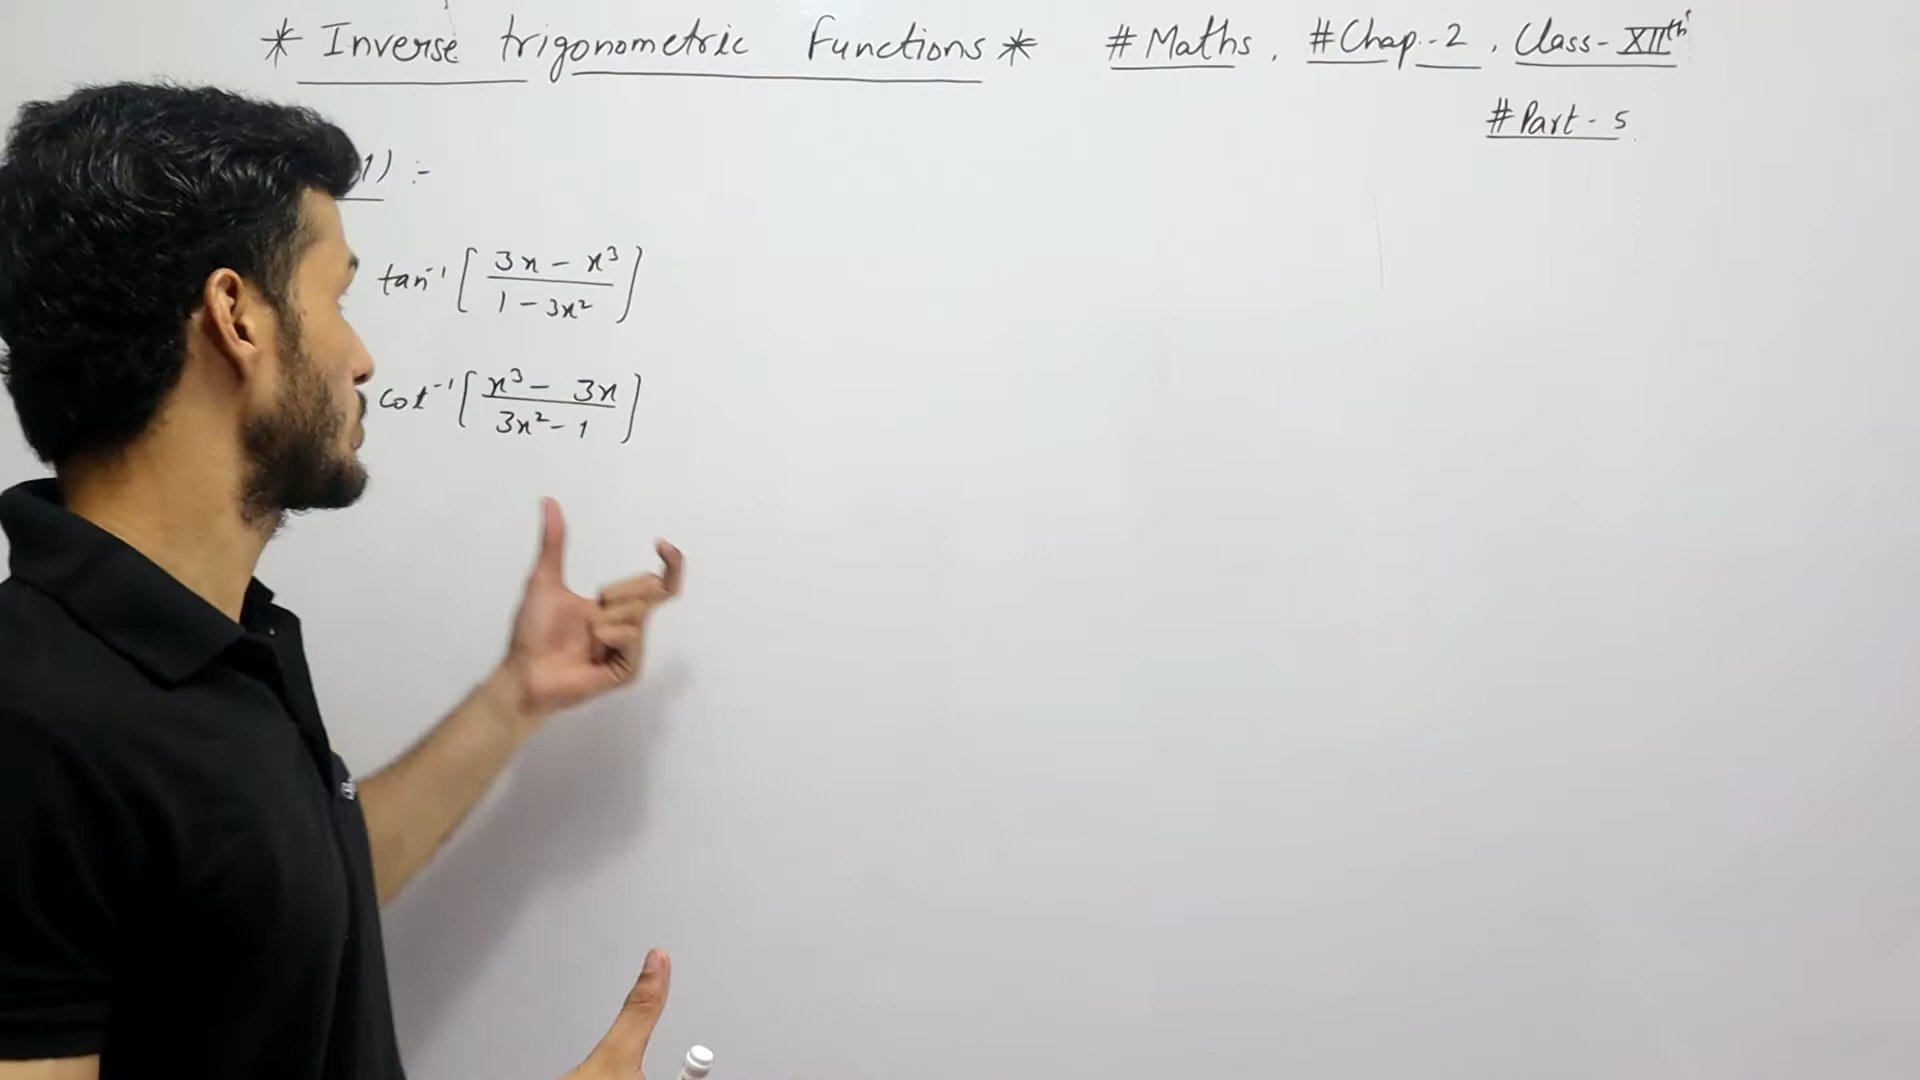 * Inverse trigonometric Functions * # Maths, # Chap.-2, Class-XIIth
# Part - 5
1) :-
tan⁻¹ [ (3x - x³) / (1 - 3x²) ]
cot⁻¹ [ (x³ - 3x) / (3x² - 1) ]